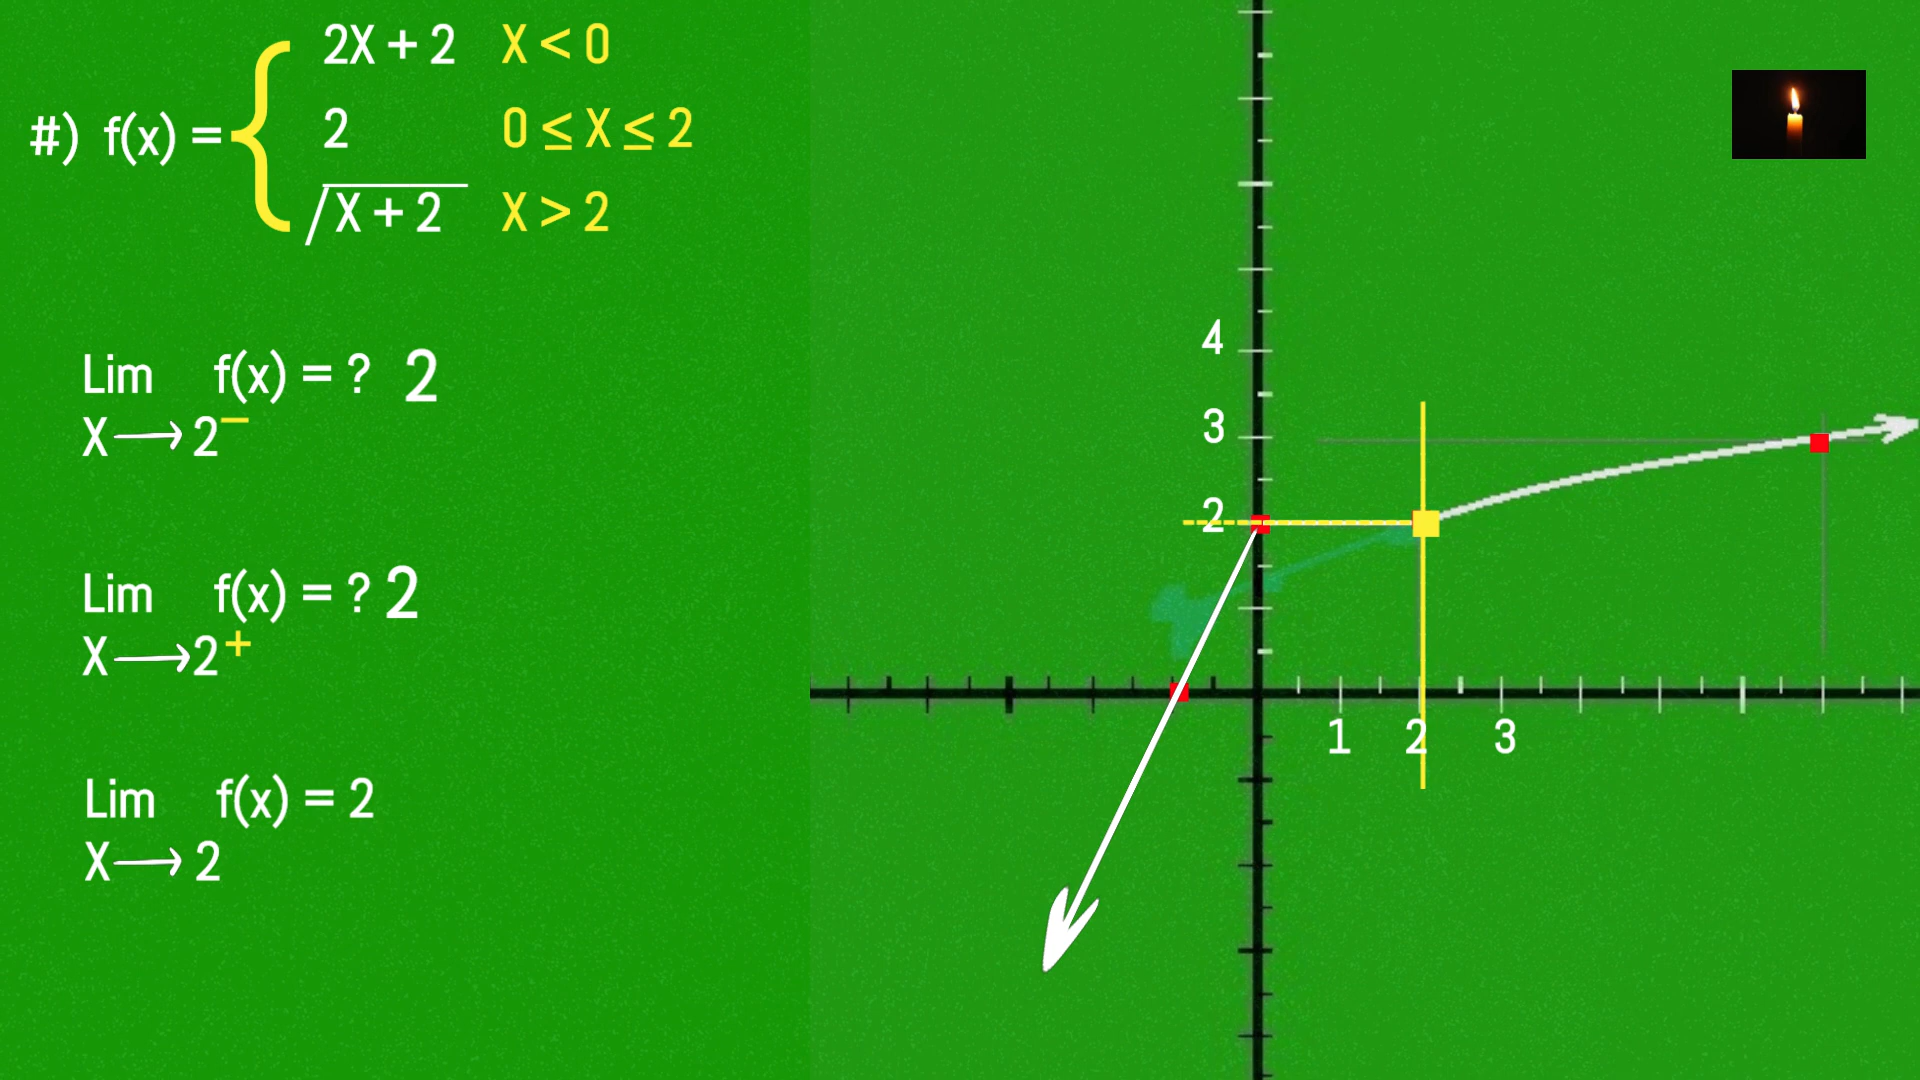 2X + 2 X < 0
#) f(x) = { 2 0 ≤ X ≤ 2
√X + 2 X > 2
Lim f(x) = ? 2
X → 2⁻
Lim f(x) = ? 2
X → 2⁺
Lim f(x) = 2
X → 2
4
3
2
1 2 3